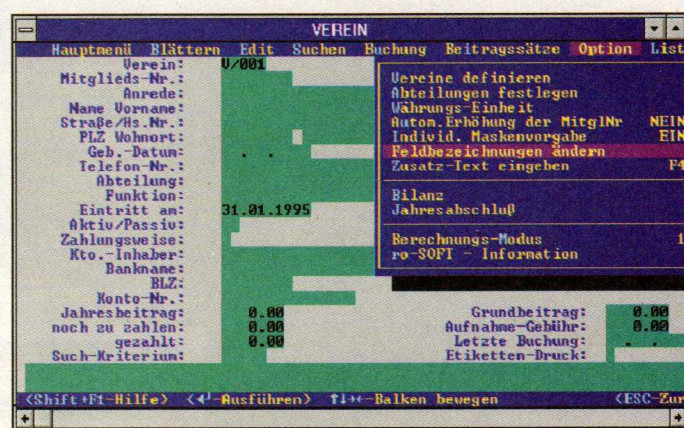 VEREIN
Hauptmenü Blättern Edit Suchen Buchung Beitragssätze Option List
Verein: V/001
Mitglieds-Nr.:
Anrede:
Name Vorname:
Straße/Hs.Nr.:
PLZ Wohnort:
Geb.-Datum: . .
Telefon-Nr.:
Abteilung:
Funktion:
Eintritt am: 31.01.1995
Aktiv/Passiv:
Zahlungsweise:
Kto.-Inhaber:
Bankname:
BLZ:
Konto-Nr.:
Jahresbeitrag: 0.00
noch zu zahlen: 0.00
gezahlt: 0.00
Such-Kriterium:
Vereine definieren
Abteilungen festlegen
Währungs-Einheit
Autom.Erhöhung der MitglNr NEIN
Individ. Maskenvorgabe EIN
Feldbezeichnungen ändern
Zusatz-Text eingeben F4
Bilanz
Jahresabschluß
Berechnungs-Modus 1
ro-SOFT - Information
Grundbeitrag: 0.00
Aufnahme-Gebühr: 0.00
Letzte Buchung: . .
Etiketten-Druck:
<Shift+F1-Hilfe> <↵-Ausführen> ↑↓→←-Balken bewegen <ESC-Zur